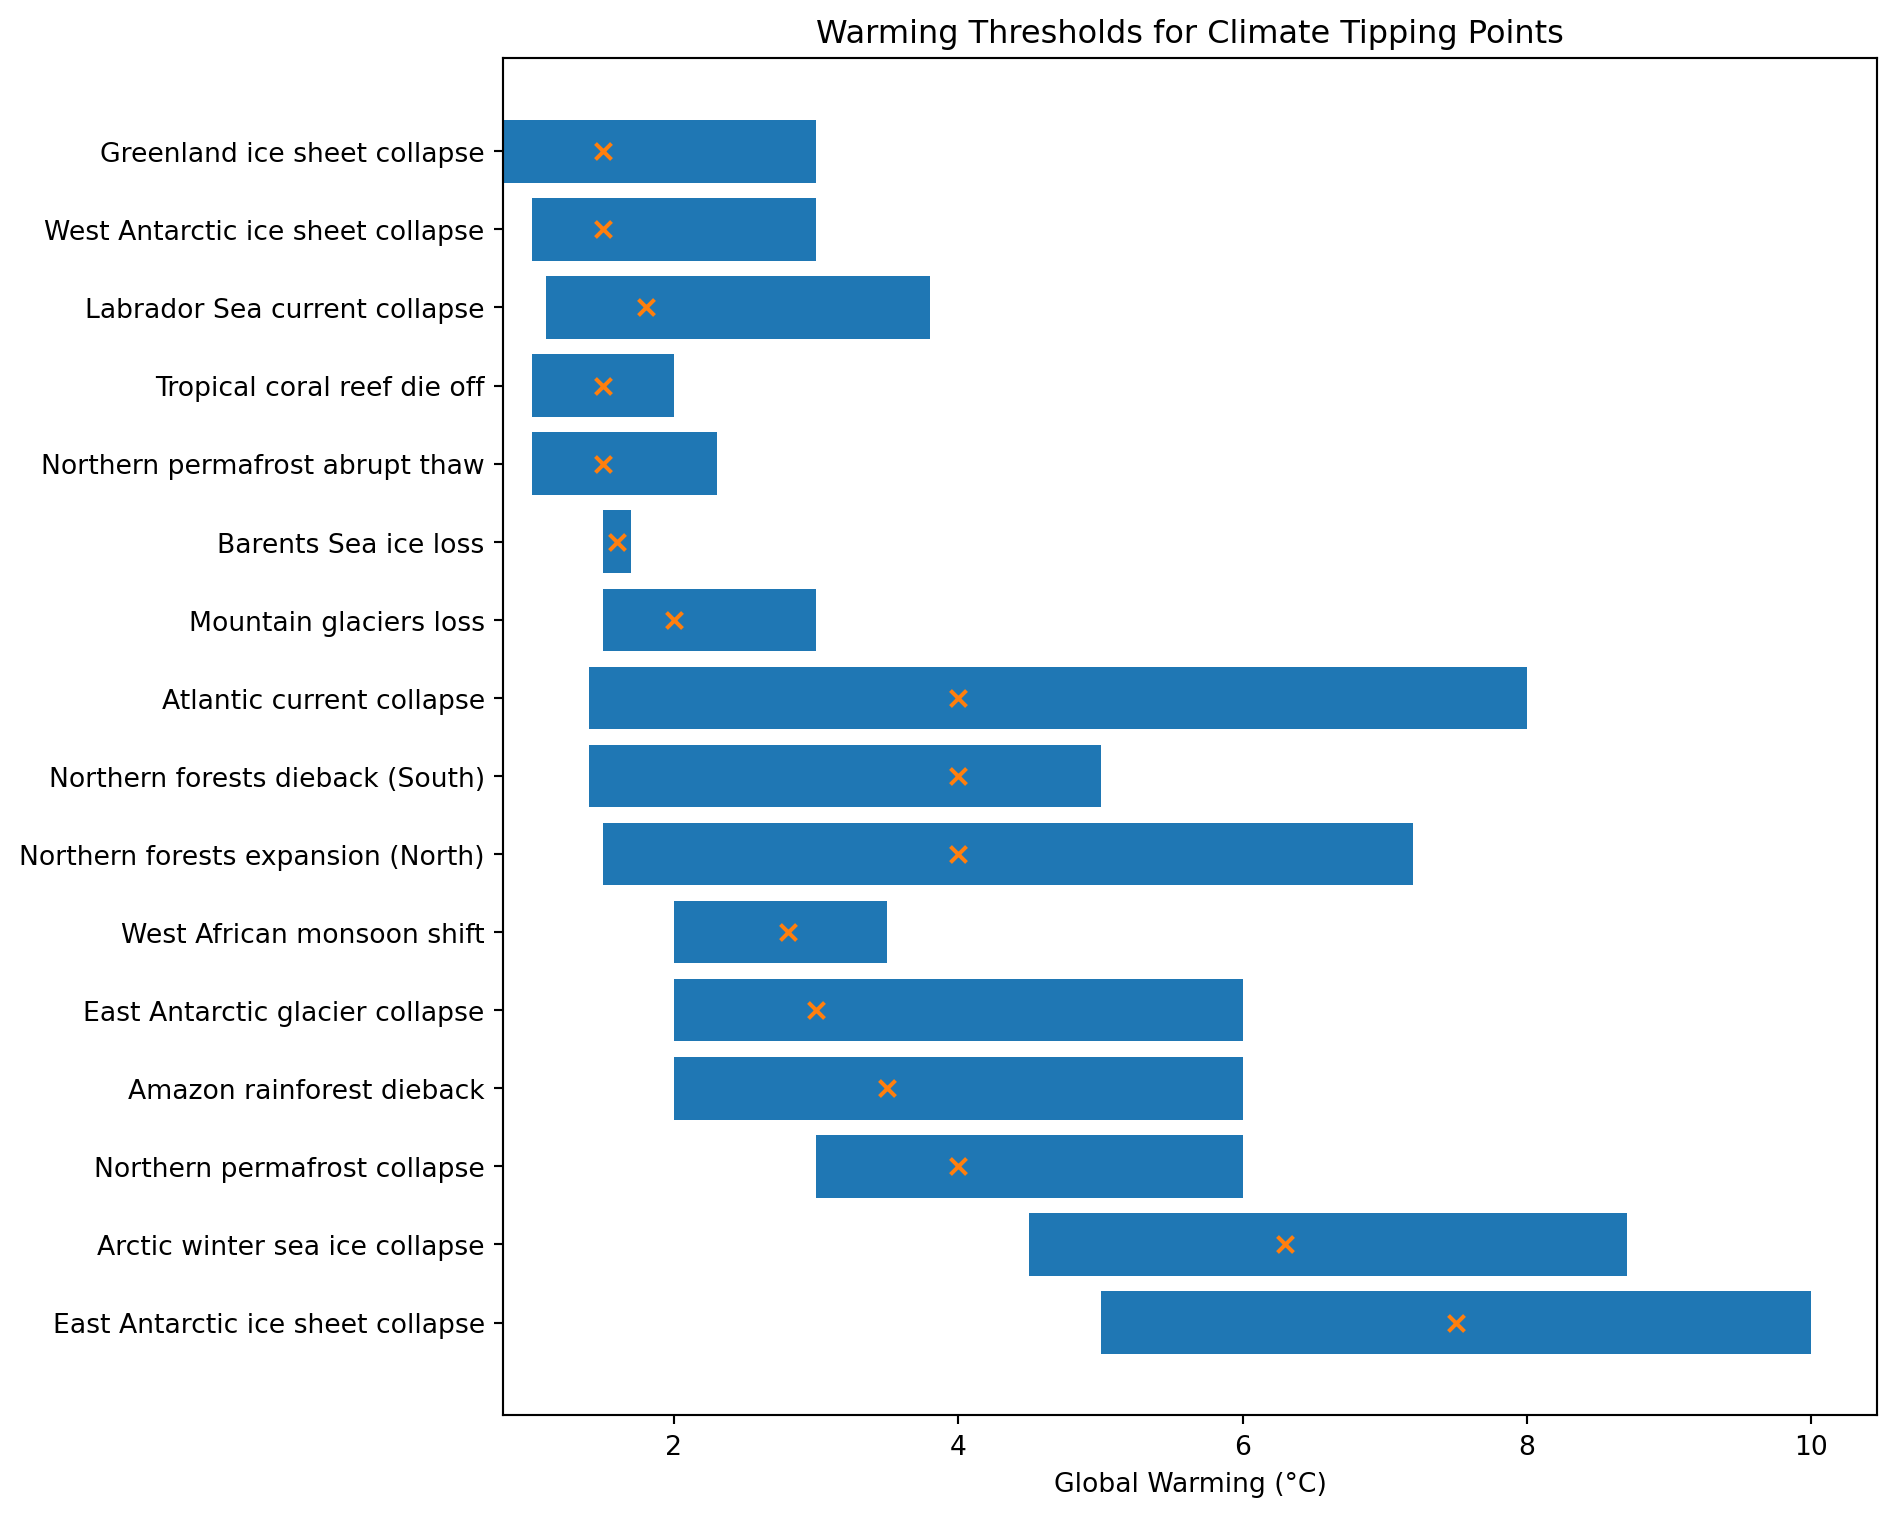 Warming Thresholds for Climate Tipping Points
Greenland ice sheet collapse
West Antarctic ice sheet collapse
Labrador Sea current collapse
Tropical coral reef die off
Northern permafrost abrupt thaw
Barents Sea ice loss
Mountain glaciers loss
Atlantic current collapse
Northern forests dieback (South)
Northern forests expansion (North)
West African monsoon shift
East Antarctic glacier collapse
Amazon rainforest dieback
Northern permafrost collapse
Arctic winter sea ice collapse
East Antarctic ice sheet collapse
2 4 6 8 10
Global Warming (°C)